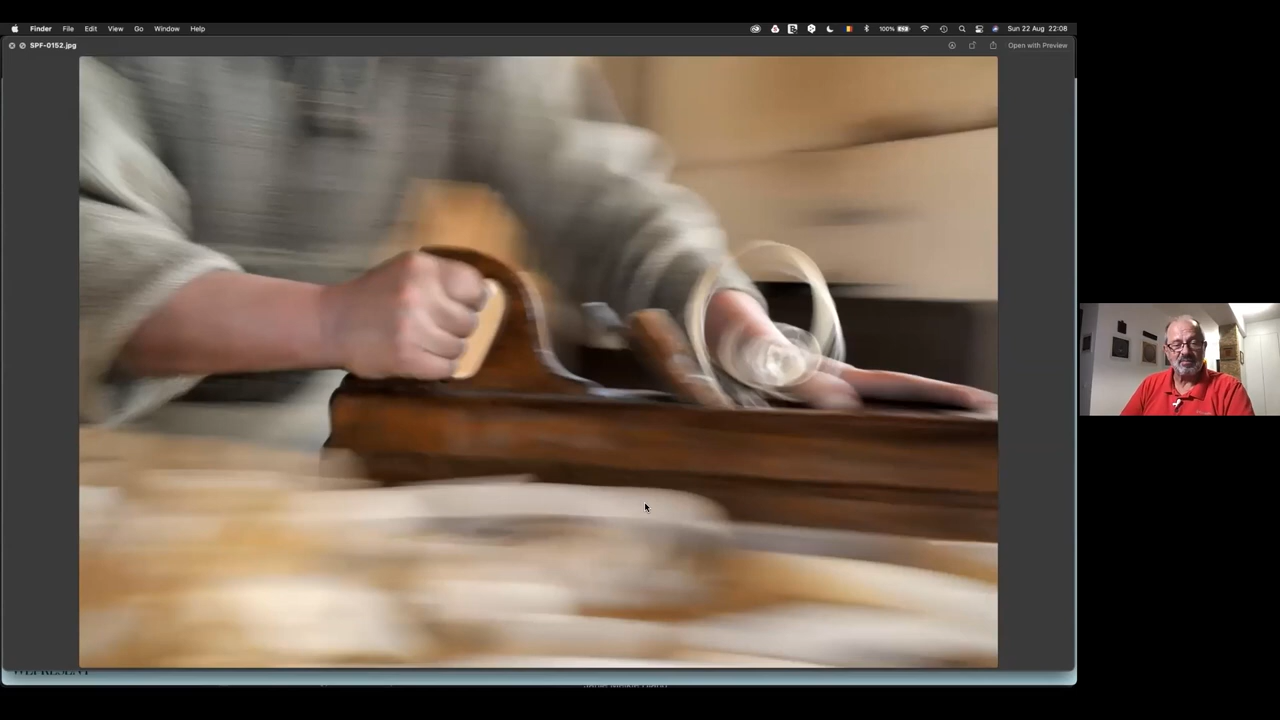 Finder File Edit View Go Window Help 100% Sun 22 Aug 22:08
SPF-0152.jpg Open with Preview